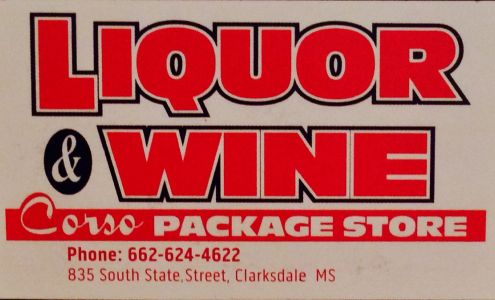 LIQUOR
& WINE
Corso PACKAGE STORE
Phone: 662-624-4622
835 South State, Street, Clarksdale MS